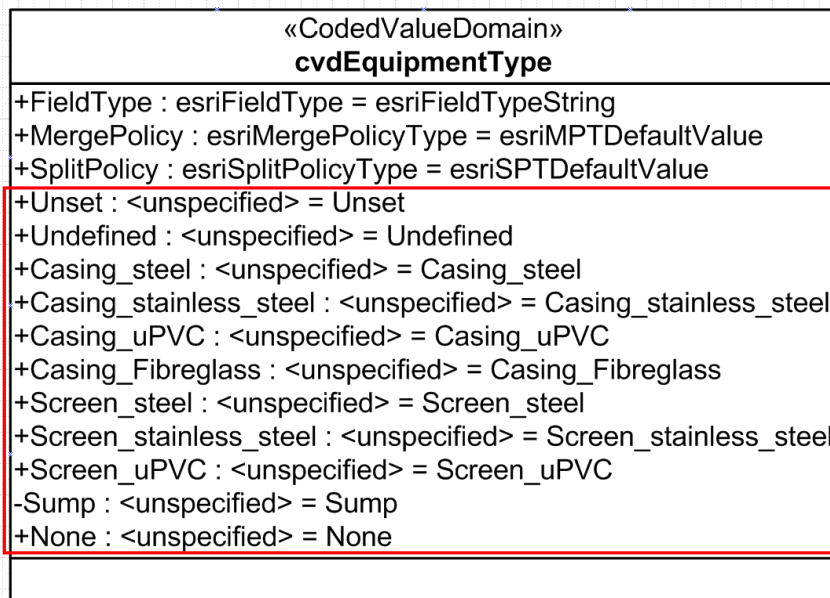 «CodedValueDomain»
cvdEquipmentType
+FieldType : esriFieldType = esriFieldTypeString
+MergePolicy : esriMergePolicyType = esriMPTDefaultValue
+SplitPolicy : esriSplitPolicyType = esriSPTDefaultValue
+Unset : <unspecified> = Unset
+Undefined : <unspecified> = Undefined
+Casing_steel : <unspecified> = Casing_steel
+Casing_stainless_steel : <unspecified> = Casing_stainless_steel
+Casing_uPVC : <unspecified> = Casing_uPVC
+Casing_Fibreglass : <unspecified> = Casing_Fibreglass
+Screen_steel : <unspecified> = Screen_steel
+Screen_stainless_steel : <unspecified> = Screen_stainless_steel
+Screen_uPVC : <unspecified> = Screen_uPVC
-Sump : <unspecified> = Sump
+None : <unspecified> = None